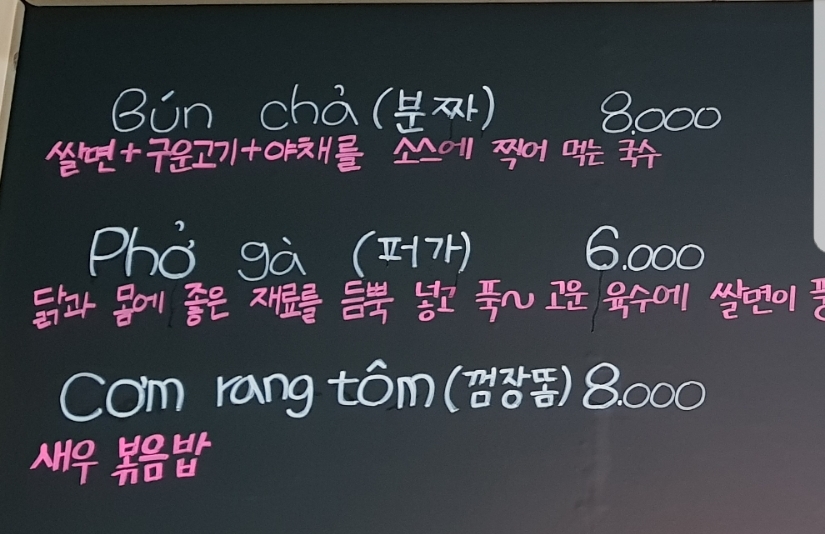 Bún chả (분짜) 8.000
쌀면+구운고기+야채를 소스에 찍어 먹는 국수
Phở gà (퍼가) 6.000
닭과 몸에 좋은 재료를 듬뿍 넣고 푹~ 고운 육수에 쌀면이
Cơm rang tôm (껌장똠) 8.000
새우 볶음밥